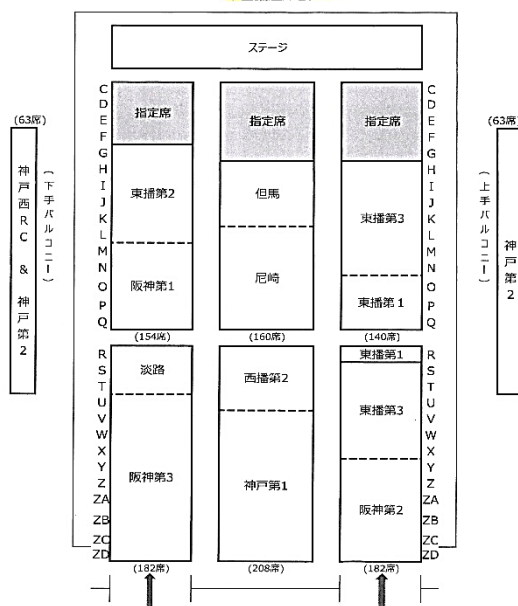 ステージ
C
D
E
F
G
H
I
J
K
L
M
N
O
P
Q
指定席
東播第2
阪神第1
(154席)
指定席
但馬
尼崎
(160席)
指定席
東播第3
東播第1
(140席)
C
D
E
F
G
H
I
J
K
L
M
N
O
P
Q
(63席)
神戸西RC & 神戸第2
(下手バルコニー)
(63席)
(上手バルコニー)
神戸第2
R
S
T
U
V
W
X
Y
Z
ZA
ZB
ZC
ZD
淡路
阪神第3
(182席)
西播第2
神戸第1
(208席)
東播第1
東播第3
阪神第2
(182席)
R
S
T
U
V
W
X
Y
Z
ZA
ZB
ZC
ZD